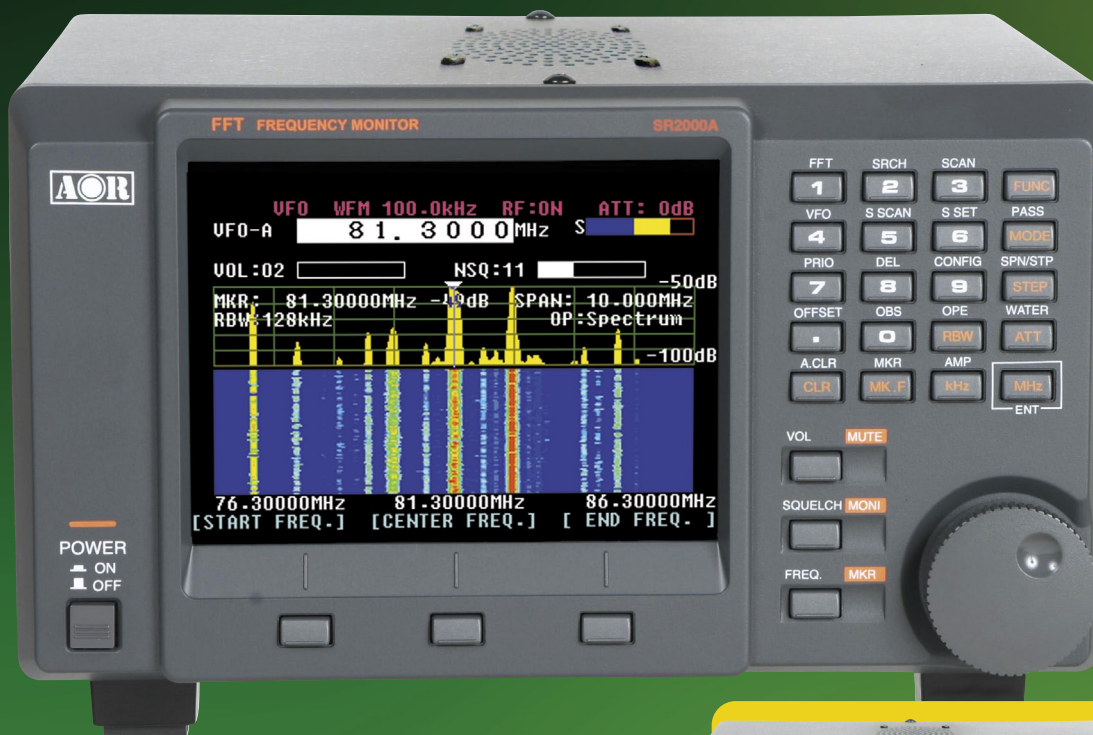 FFT FREQUENCY MONITOR SR2000A
AOR
VFO WFM 100.0kHz RF:ON ATT: 0dB
VFO-A 81. 3000 MHz S
VOL:02 NSQ:11
-50dB
MKR: 81.30000MHz dB SPAN: 10.000MHz
RBW:128kHz OP:Spectrum
-100dB
76.30000MHz 81.30000MHz 86.30000MHz
[START FREQ.] [CENTER FREQ.] [ END FREQ. ]
POWER
ON
OFF
FFT SRCH SCAN
1 2 3 FUNC
VFO S SCAN S SET PASS
4 5 6 MODE
PRIO DEL CONFIG SPN/STP
7 8 9 STEP
OFFSET OBS OPE WATER
. 0 RBW ATT
A.CLR MKR AMP
CLR MK.F kHz MHz
ENT
VOL MUTE
SQUELCH MONI
FREQ. MKR